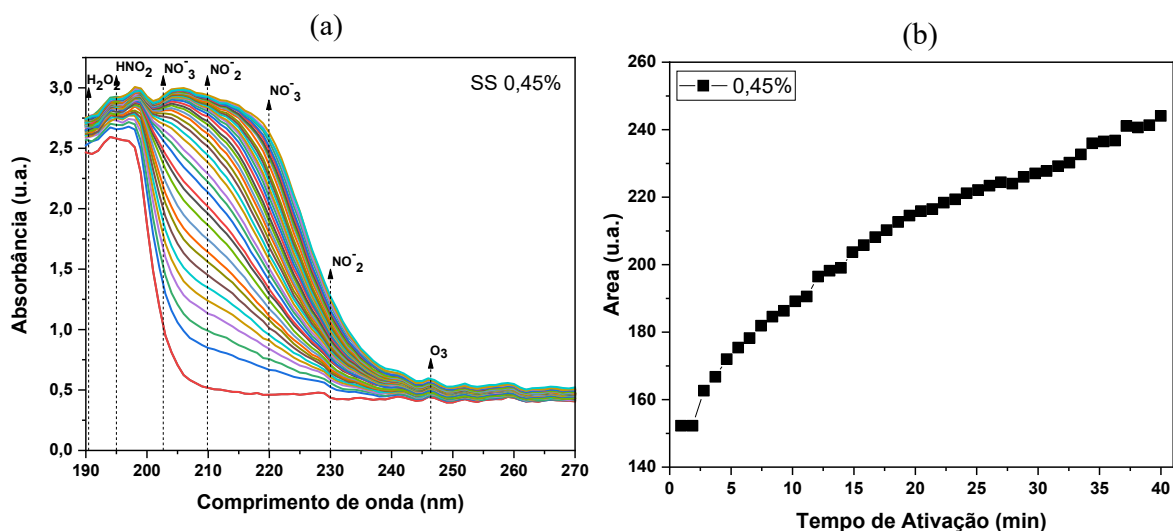 (a)
H₂O₂
HNO₂
NO⁻₃
NO⁻₂
NO⁻₃
NO⁻₂
O₃
SS 0,45%
3,0
2,5
2,0
1,5
1,0
0,5
0,0
Absorbância (u.a.)
190 200 210 220 230 240 250 260 270
Comprimento de onda (nm)
(b)
0,45%
260
240
220
200
180
160
140
Area (u.a.)
0 5 10 15 20 25 30 35 40
Tempo de Ativação (min)